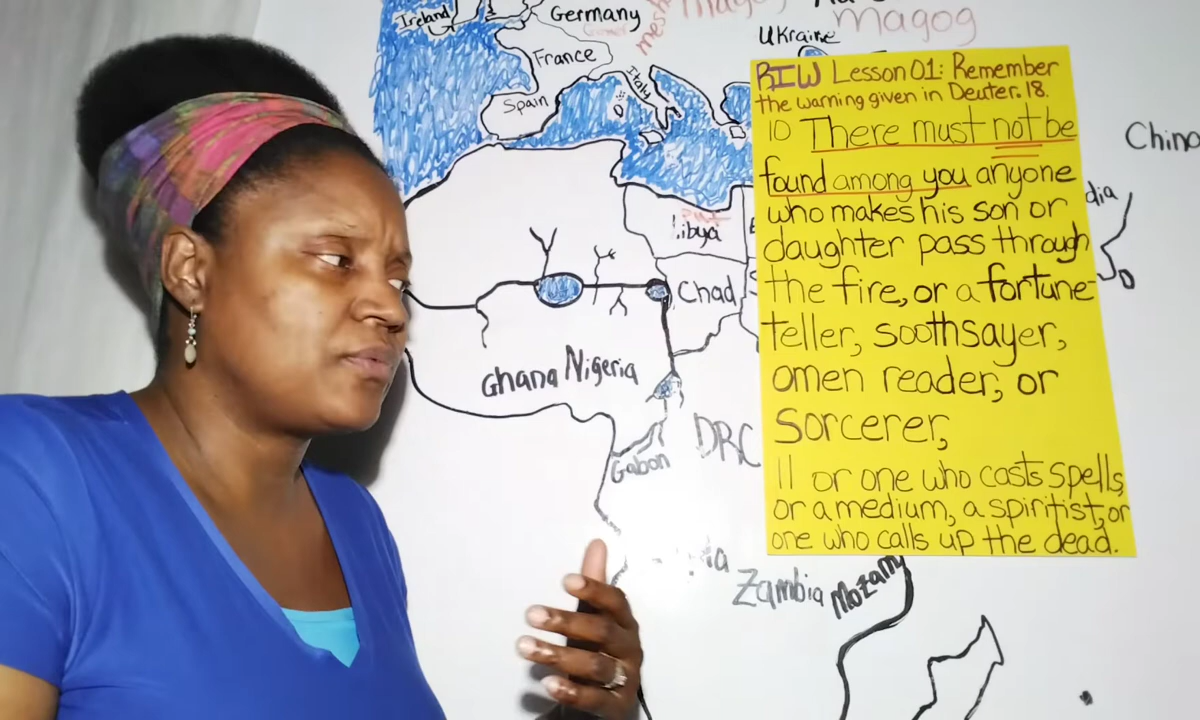 Ireland
Germany
Magog
Ukraine
France
Italy
Spain
China
Libya
Chad
Ghana Nigeria
DRC
Gabon
Zambia
RIW Lesson 01: Remember
the warning given in Deuter. 18.
10 There must not be
found among you anyone
who makes his son or
daughter pass through
the fire, or a fortune-
teller, soothsayer,
omen reader, or
sorcerer,
11 or one who casts spells,
or a medium, a spiritist, or
one who calls up the dead.